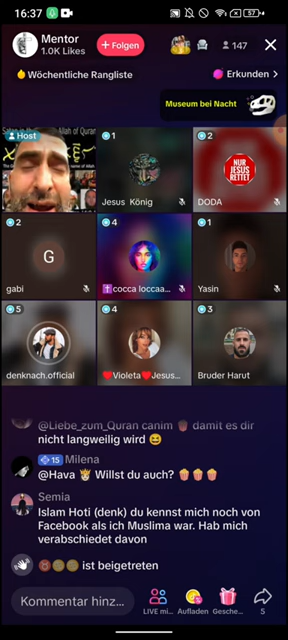 16:37
57
Mentor
1.0K Likes
+ Folgen
147
Wöchentliche Rangliste
Erkunden >
Museum bei Nacht
Host
Allah of Quran
1
Jesus König
2
NUR
JESUS
RETTET
DODA
2
G
gabi
4
cocca loccaa...
1
Yasin
5
denknach.official
4
Violeta Jesus...
3
Bruder Harut
@Liebe_zum_Quran canim 🍿 damit es dir
nicht langweilig wird 😆
15 Milena
@Hava 👸 Willst du auch? 🍿🍿🍿
Semia
Islam Hoti (denk) du kennst mich noch von
Facebook als ich Muslima war. Hab mich
verabschiedet davon
ist beigetreten
Kommentar hinz...
LIVE mi...
Aufladen
Gesche...
5